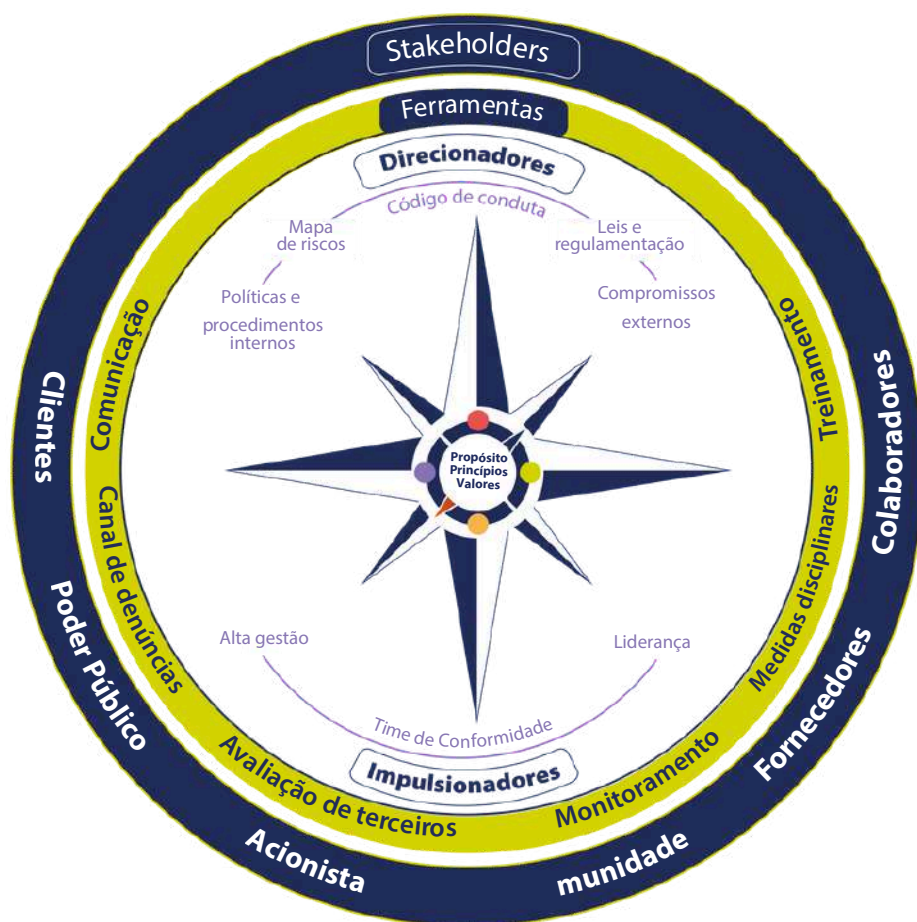 Stakeholders
Ferramentas
Direcionadores
Código de conduta
Mapa
de riscos
Leis e
regulamentação
Políticas e
procedimentos
internos
Compromissos
externos
Comunicação
Treinamento
Clientes
Colaboradores
Propósito
Princípios
Valores
Canal de denúncias
Medidas disciplinares
Poder Público
Fornecedores
Alta gestão
Liderança
Time de Conformidade
Impulsionadores
Avaliação de terceiros
Monitoramento
Acionista
munidade